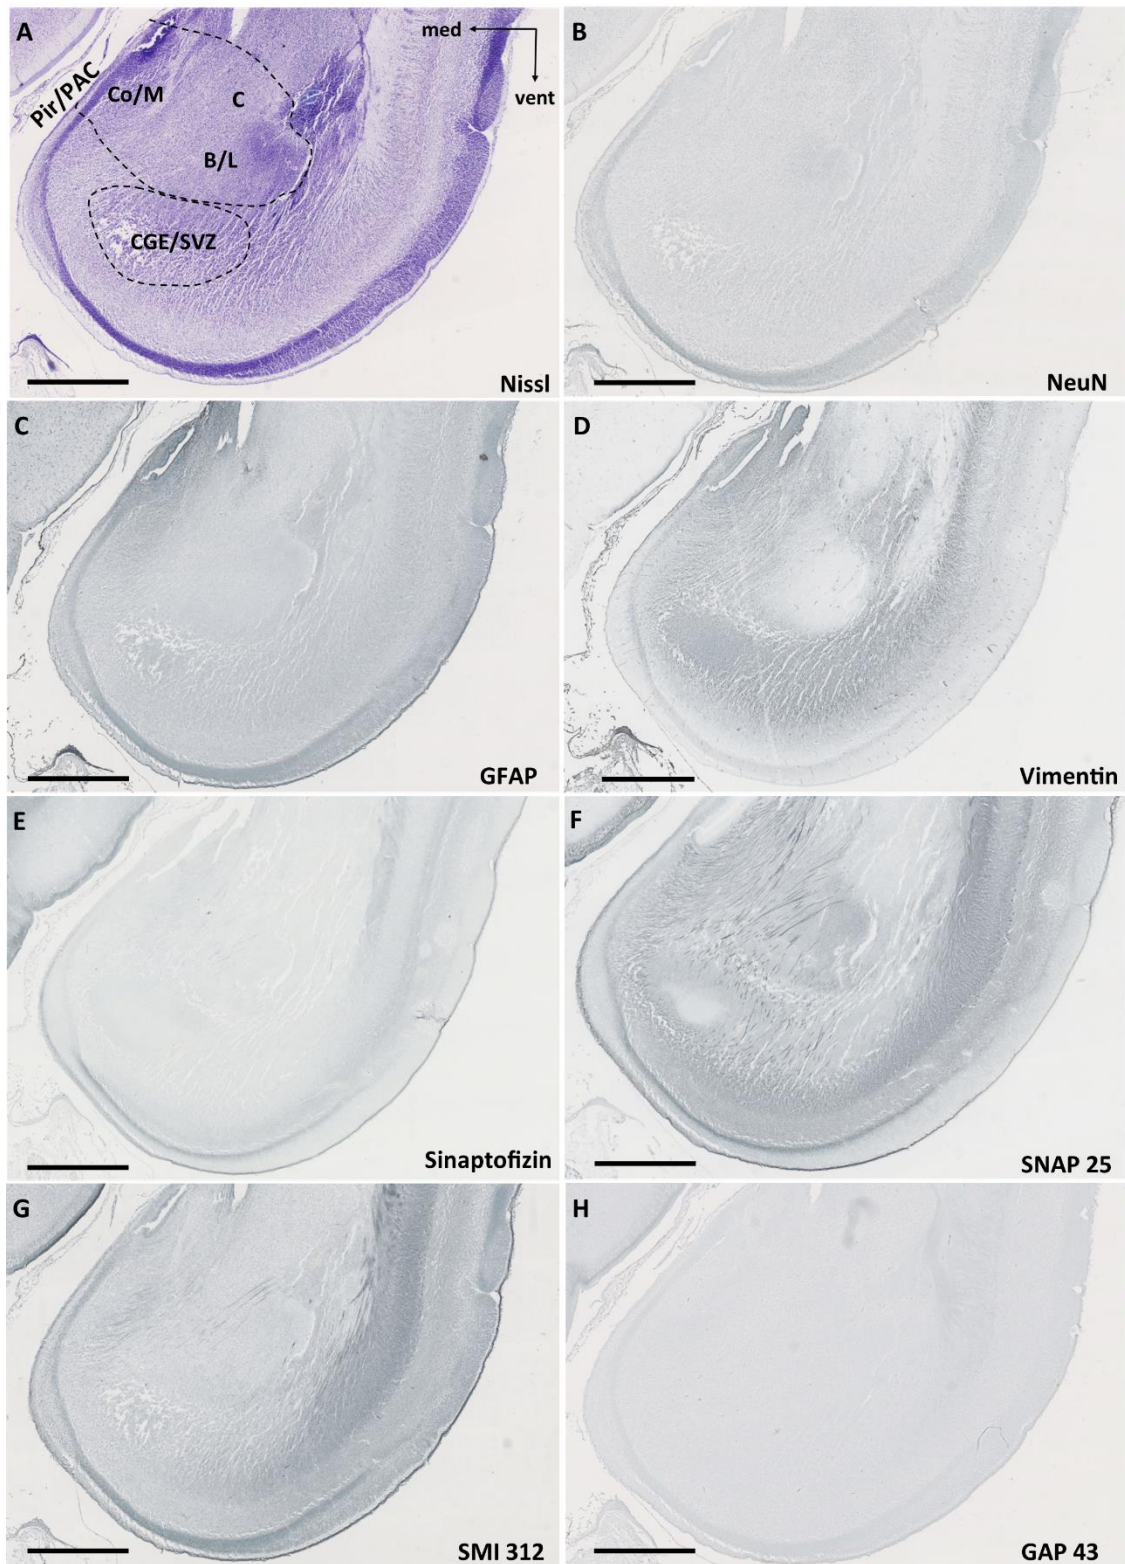 A
med
B
Pir/PAC
Co/M
C
vent
B/L
CGE/SVZ
Nissl
NeuN
C
D
GFAP
Vimentin
E
F
Sinaptofizin
SNAP 25
G
H
SMI 312
GAP 43